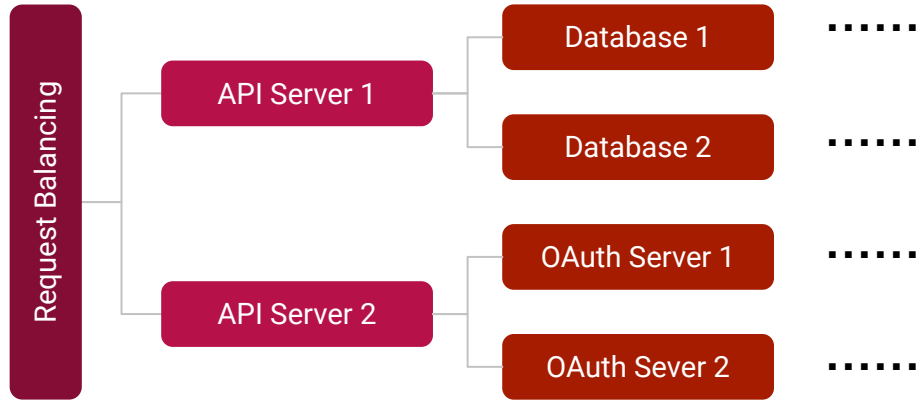 Request Balancing
API Server 1
Database 1
......
Database 2
......
API Server 2
OAuth Server 1
......
OAuth Sever 2
......